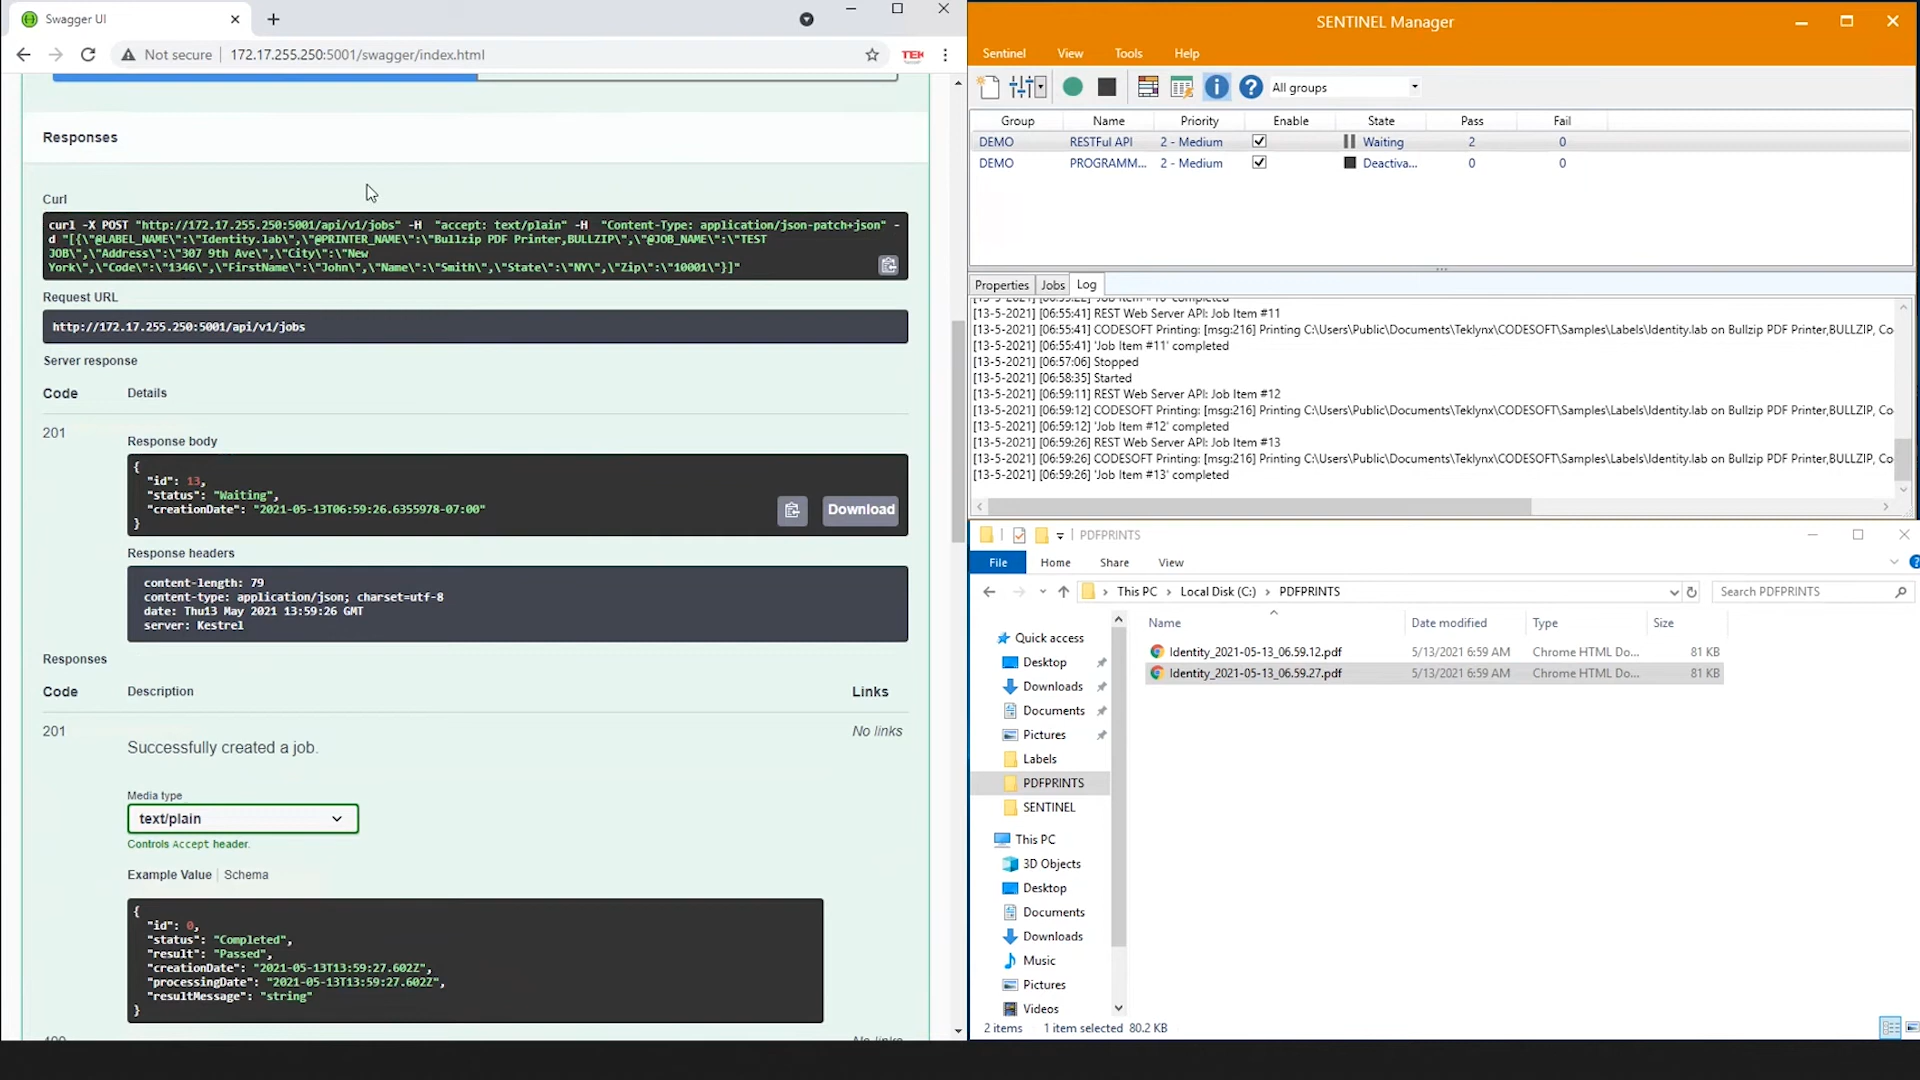 Swagger UI
Not secure
172.17.255.250:5001/swagger/index.html
TEK
Responses
Curl
curl -X POST "http://172.17.255.250:5001/api/v1/jobs" -H  "accept: text/plain" -H  "Content-Type: application/json-patch+json" -
d "[{\"@LABEL_NAME\":\"Identity.lab\",\"@PRINTER_NAME\":\"Bullzip PDF Printer,BULLZIP\",\"@JOB_NAME\":\"TEST
JOB\",\"Address\":\"307 9th Ave\",\"City\":\"New
York\",\"Code\":\"1346\",\"FirstName\":\"John\",\"Name\":\"Smith\",\"State\":\"NY\",\"Zip\":\"10001\"}]"
Request URL
http://172.17.255.250:5001/api/v1/jobs
Server response
Code Details
201
Response body
{
"id": 13,
"status": "Waiting",
"creationDate": "2021-05-13T06:59:26.6355978-07:00"
}
Download
Response headers
content-length: 79
content-type: application/json; charset=utf-8
date: Thu13 May 2021 13:59:26 GMT
server: Kestrel
Responses
Code Description Links
201
Successfully created a job.
No links
Media type
text/plain
Controls Accept header.
Example Value | Schema
{
"id": 0,
"status": "Completed",
"result": "Passed",
"creationDate": "2021-05-13T13:59:27.602Z",
"processingDate": "2021-05-13T13:59:27.602Z",
"resultMessage": "string"
}
SENTINEL Manager
Sentinel View Tools Help
All groups
Group Name Priority Enable State Pass Fail
DEMO RESTFul API 2 - Medium Waiting 2 0
DEMO PROGRAMM... 2 - Medium Deactiva... 0 0
Properties Jobs Log
[13-5-2021] [06:55:41] REST Web Server API: Job Item #11
[13-5-2021] [06:55:41] CODESOFT Printing: [msg:216] Printing C:\Users\Public\Documents\Teklynx\CODESOFT\Samples\Labels\Identity.lab on Bullzip PDF Printer,BULLZIP, Co
[13-5-2021] [06:55:41] 'Job Item #11' completed
[13-5-2021] [06:57:06] Stopped
[13-5-2021] [06:58:35] Started
[13-5-2021] [06:59:11] REST Web Server API: Job Item #12
[13-5-2021] [06:59:12] CODESOFT Printing: [msg:216] Printing C:\Users\Public\Documents\Teklynx\CODESOFT\Samples\Labels\Identity.lab on Bullzip PDF Printer,BULLZIP, Co
[13-5-2021] [06:59:12] 'Job Item #12' completed
[13-5-2021] [06:59:26] REST Web Server API: Job Item #13
[13-5-2021] [06:59:26] CODESOFT Printing: [msg:216] Printing C:\Users\Public\Documents\Teklynx\CODESOFT\Samples\Labels\Identity.lab on Bullzip PDF Printer,BULLZIP, Co
[13-5-2021] [06:59:26] 'Job Item #13' completed
PDFPRINTS
File Home Share View
This PC > Local Disk (C:) > PDFPRINTS
Search PDFPRINTS
Name Date modified Type Size
Identity_2021-05-13_06.59.12.pdf 5/13/2021 6:59 AM Chrome HTML Do... 81 KB
Identity_2021-05-13_06.59.27.pdf 5/13/2021 6:59 AM Chrome HTML Do... 81 KB
Quick access
Desktop
Downloads
Documents
Pictures
Labels
PDFPRINTS
SENTINEL
This PC
3D Objects
Desktop
Documents
Downloads
Music
Pictures
Videos
2 items 1 item selected 80.2 KB